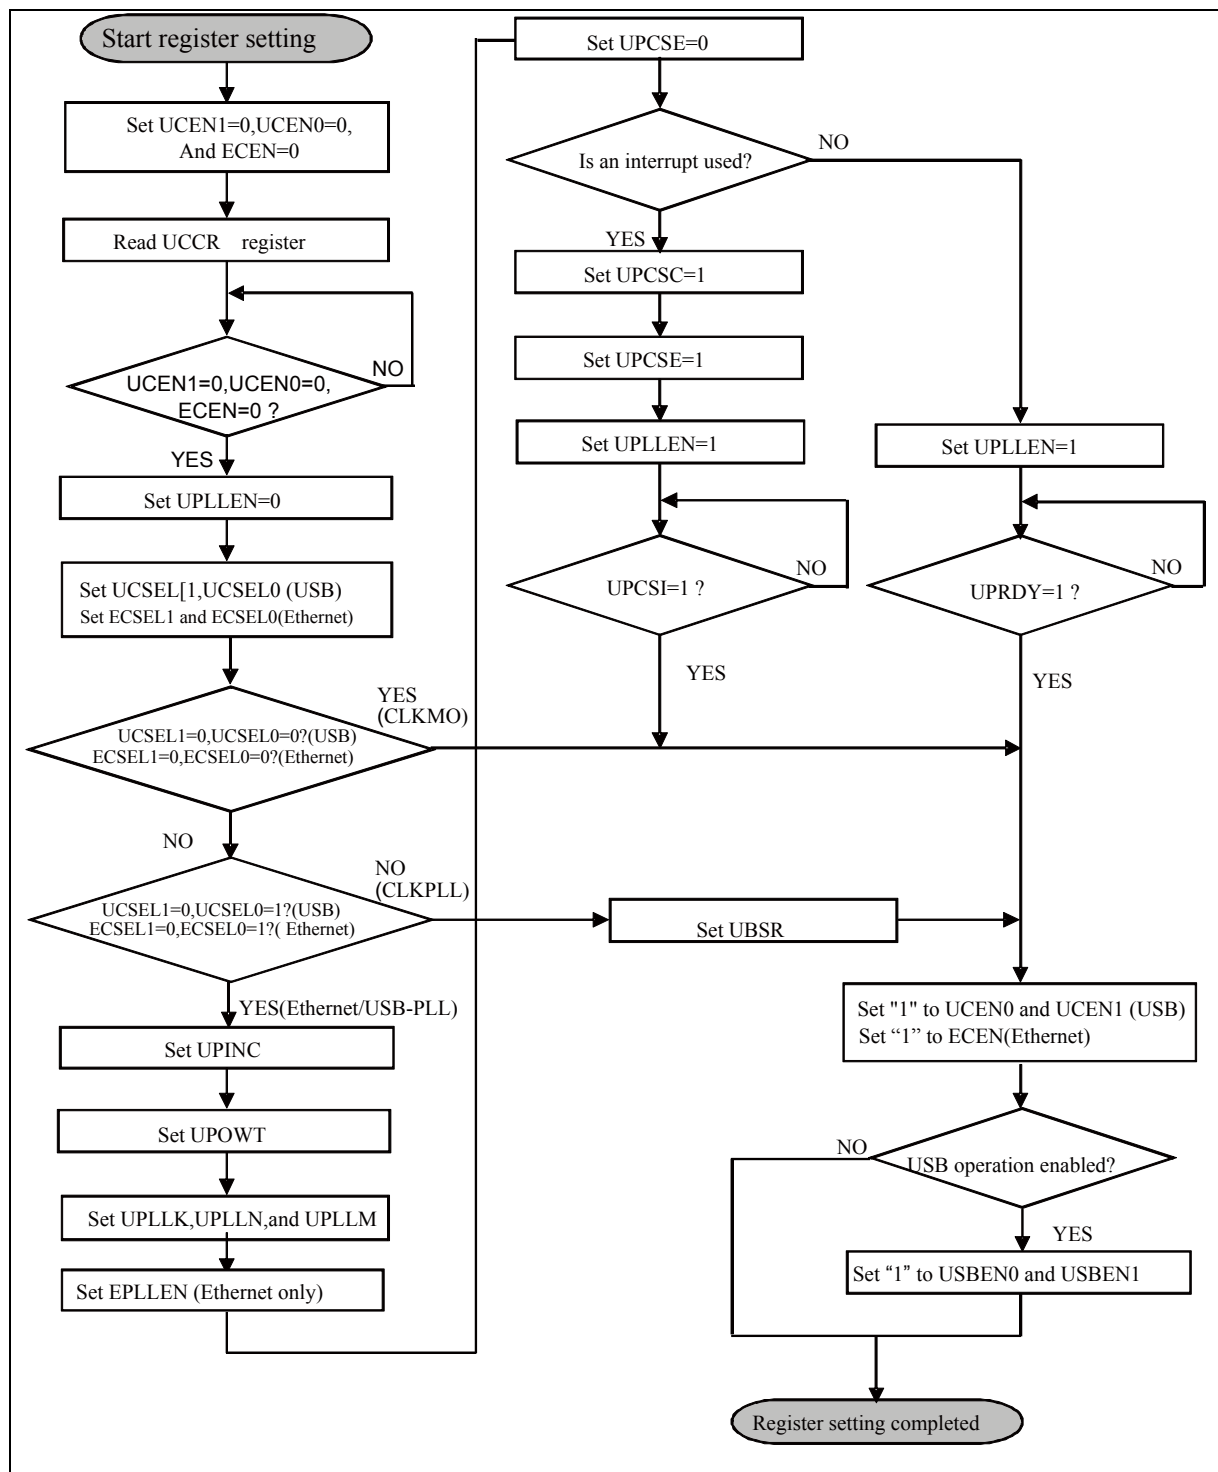 Start register setting
Set UCEN1=0,UCEN0=0,
And ECEN=0
Read UCCR register
UCEN1=0,UCEN0=0,
ECEN=0 ?
NO
YES
Set UPLLEN=0
Set UCSEL[1,UCSEL0 (USB)
Set ECSEL1 and ECSEL0(Ethernet)
UCSEL1=0,UCSEL0=0?(USB)
ECSEL1=0,ECSEL0=0?(Ethernet)
YES
(CLKMO)
NO
UCSEL1=0,UCSEL0=1?(USB)
ECSEL1=0,ECSEL0=1?( Ethernet)
NO
(CLKPLL)
YES(Ethernet/USB-PLL)
Set UPINC
Set UPOWT
Set UPLLK,UPLLN,and UPLLM
Set EPLLEN (Ethernet only)
Set UPCSE=0
Is an interrupt used?
NO
YES
Set UPCSC=1
Set UPCSE=1
Set UPLLEN=1
UPCSI=1 ?
NO
YES
Set UPLLEN=1
UPRDY=1 ?
NO
YES
Set UBSR
Set "1" to UCEN0 and UCEN1 (USB)
Set “1” to ECEN(Ethernet)
USB operation enabled?
NO
YES
Set “1” to USBEN0 and USBEN1
Register setting completed